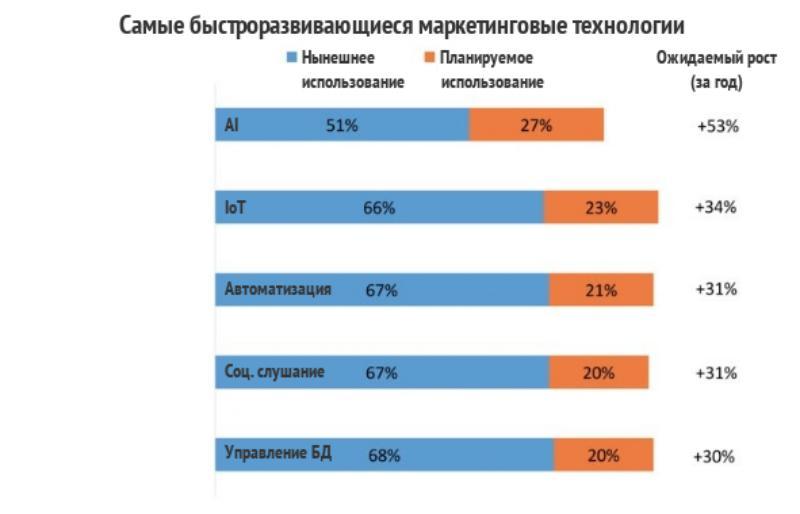 Самые быстроразвивающиеся маркетинговые технологии
Нынешнее использование
Планируемое использование
Ожидаемый рост
(за год)
AI 51% 27% +53%
IoT 66% 23% +34%
Автоматизация 67% 21% +31%
Соц. слушание 67% 20% +31%
Управление БД 68% 20% +30%